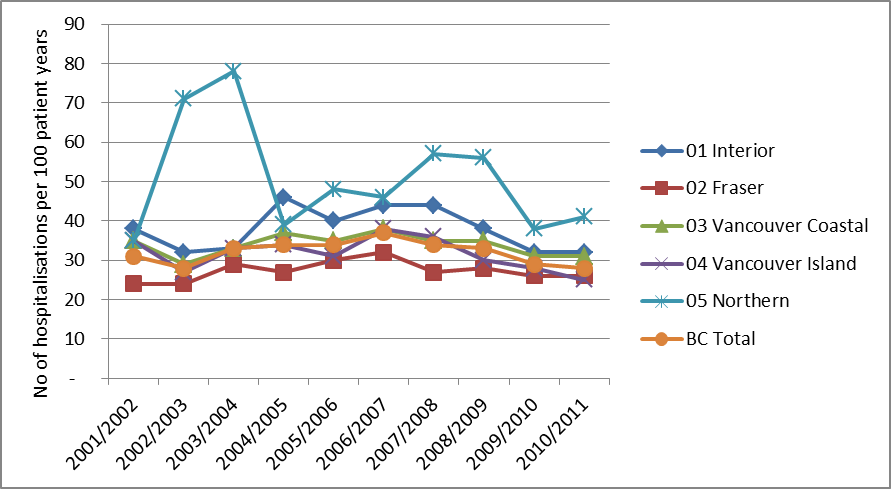 No of hospitalisations per 100 patient years
90
80
70
60
50
40
30
20
10
-
2001/2002
2002/2003
2003/2004
2004/2005
2005/2006
2006/2007
2007/2008
2008/2009
2009/2010
2010/2011
01 Interior
02 Fraser
03 Vancouver Coastal
04 Vancouver Island
05 Northern
BC Total